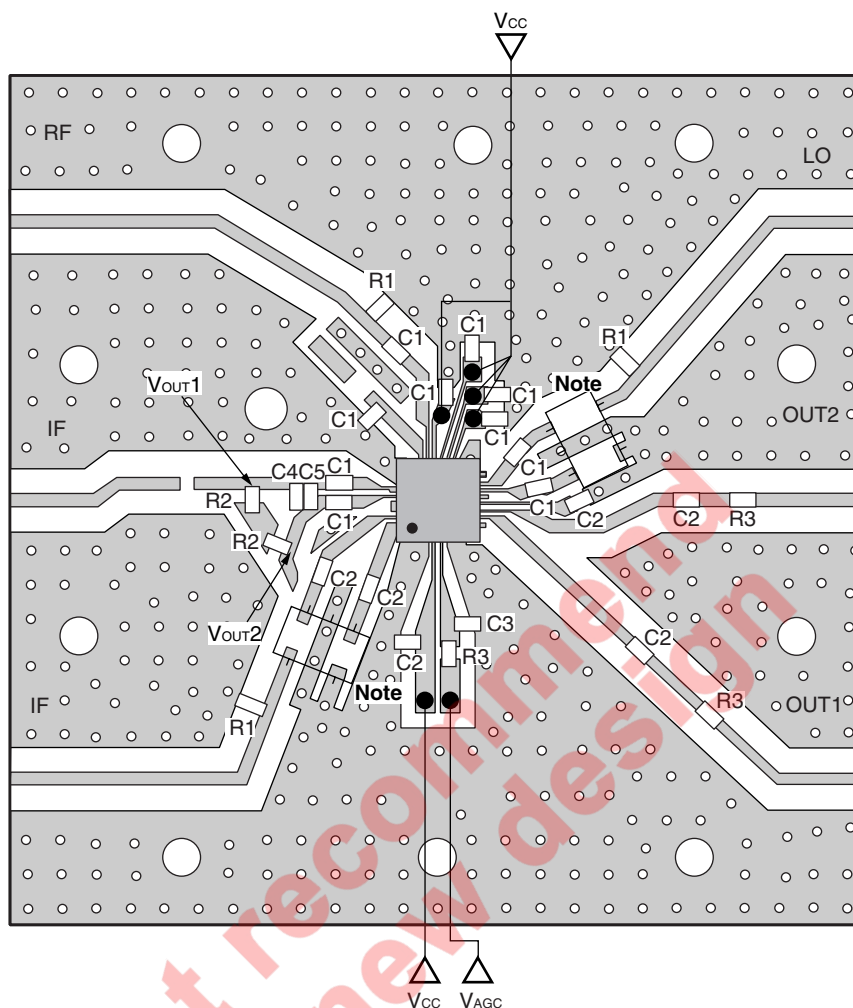 VCC
RF
LO
R1
C1
C1
R1
VOUT1
C1
C1
Note
C1
IF
C1
OUT2
C4 C5
C1
C1
R2
C1
C1
C2
C2
R3
R2
C2
C2
C3
C2
VOUT2
C2
R3
Note
R3
IF
R1
OUT1
t recommend
new design
VCC
VAGC